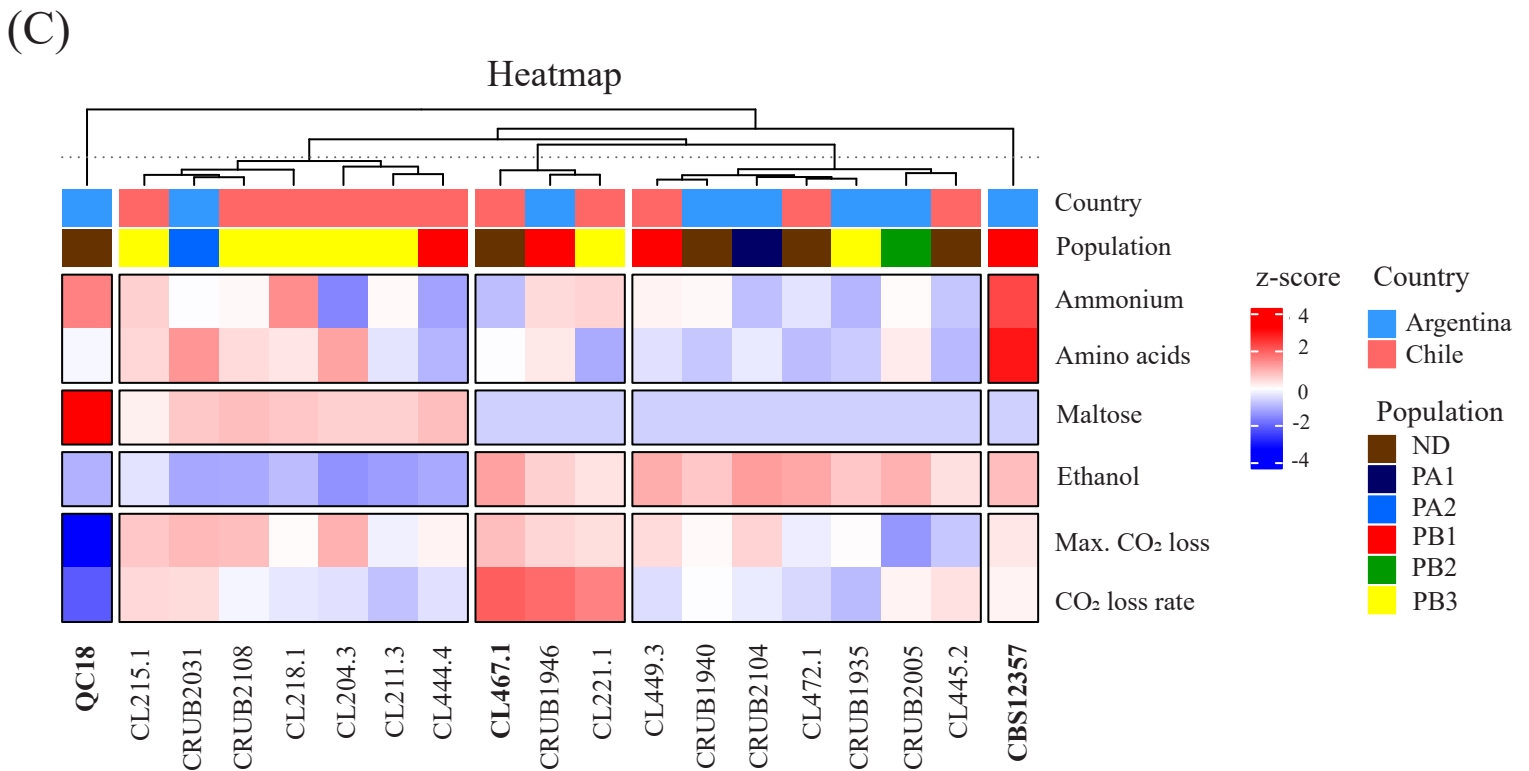 (C)
Heatmap
Country
Population
Ammonium
Amino acids
Maltose
Ethanol
Max. CO₂ loss
CO₂ loss rate
QC18
CL215.1
CRUB2031
CRUB2108
CL218.1
CL204.3
CL211.3
CL444.4
CL467.1
CRUB1946
CL221.1
CL449.3
CRUB1940
CRUB2104
CL472.1
CRUB1935
CRUB2005
CL445.2
CBS12357
z-score
4
2
0
-2
-4
Country
Argentina
Chile
Population
ND
PA1
PA2
PB1
PB2
PB3